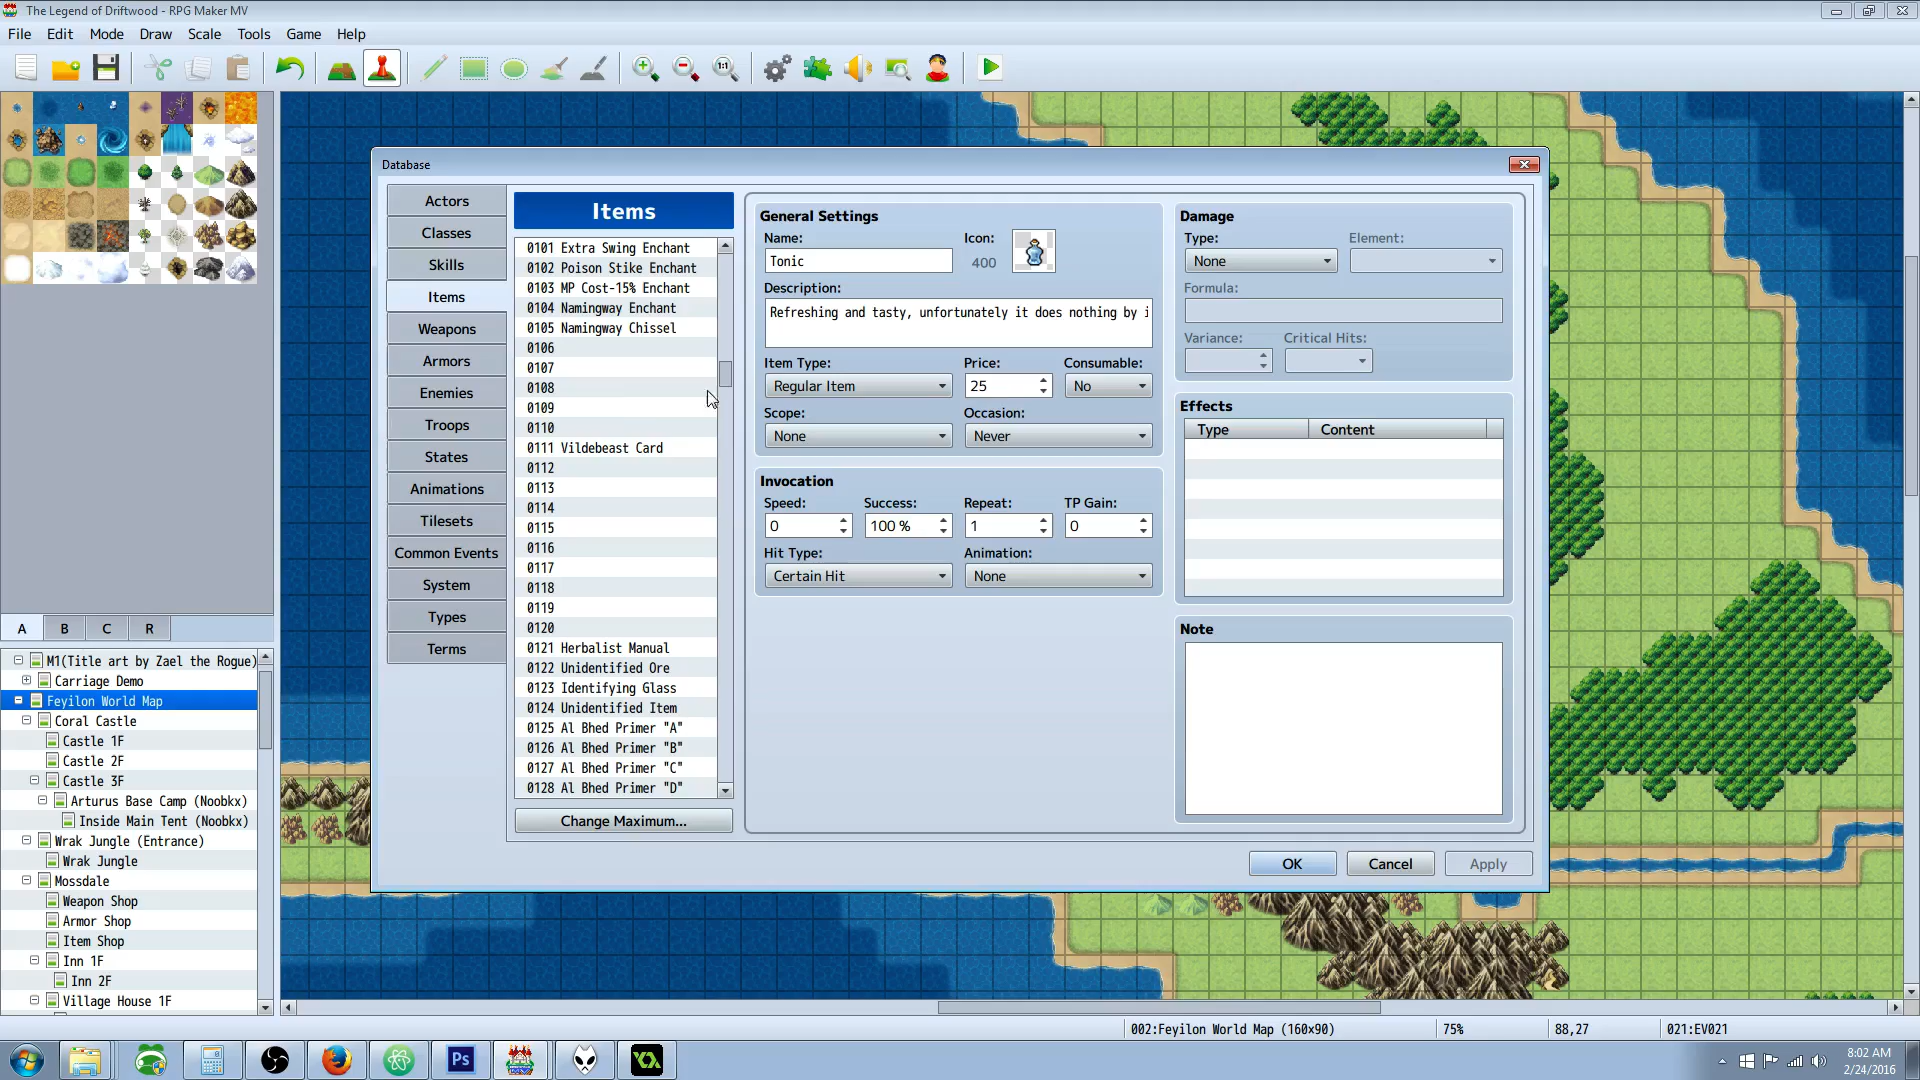 The Legend of Driftwood - RPG Maker MV
File Edit Mode Draw Scale Tools Game Help
1:1
Database
Actors
Classes
Skills
Items
Weapons
Armors
Enemies
Troops
States
Animations
Tilesets
Common Events
System
Types
Terms
Items
0101 Extra Swing Enchant
0102 Poison Stike Enchant
0103 MP Cost-15% Enchant
0104 Namingway Enchant
0105 Namingway Chissel
0106
0107
0108
0109
0110
0111 Vildebeast Card
0112
0113
0114
0115
0116
0117
0118
0119
0120
0121 Herbalist Manual
0122 Unidentified Ore
0123 Identifying Glass
0124 Unidentified Item
0125 Al Bhed Primer "A"
0126 Al Bhed Primer "B"
0127 Al Bhed Primer "C"
0128 Al Bhed Primer "D"
Change Maximum...
General Settings
Name: Icon:
Tonic 400
Description:
Refreshing and tasty, unfortunately it does nothing by i
Item Type: Price: Consumable:
Regular Item 25 No
Scope: Occasion:
None Never
Invocation
Speed: Success: Repeat: TP Gain:
0 100 % 1 0
Hit Type: Animation:
Certain Hit None
Damage
Type: Element:
None
Formula:
Variance: Critical Hits:
Effects
Type Content
Note
OK Cancel Apply
A B C R
M1(Title art by Zael the Rogue)
Carriage Demo
Feyilon World Map
Coral Castle
Castle 1F
Castle 2F
Castle 3F
Arturus Base Camp (Noobkx)
Inside Main Tent (Noobkx)
Wrak Jungle (Entrance)
Wrak Jungle
Mossdale
Weapon Shop
Armor Shop
Item Shop
Inn 1F
Inn 2F
Village House 1F
002:Feyilon World Map (160x90) 75% 88,27 021:EV021
Ps
8:02 AM
2/24/2016